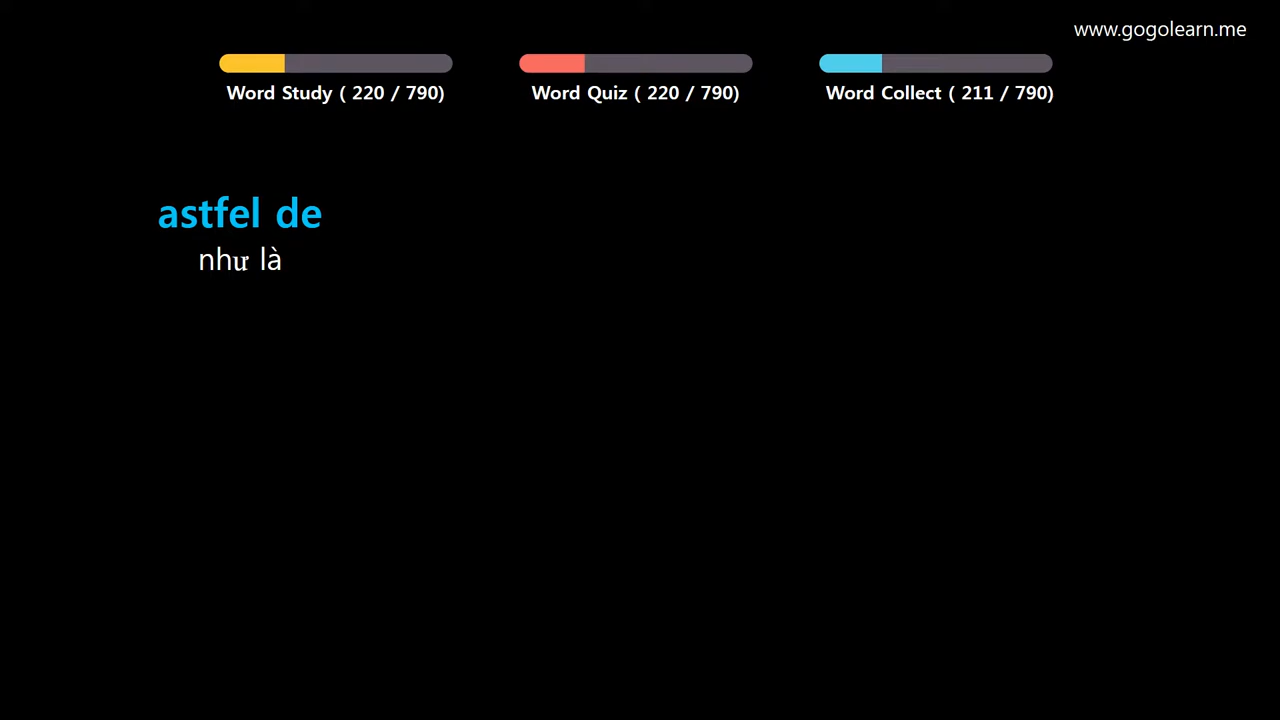 www.gogolearn.me
Word Study ( 220 / 790)
Word Quiz ( 220 / 790)
Word Collect ( 211 / 790)
astfel de
như là